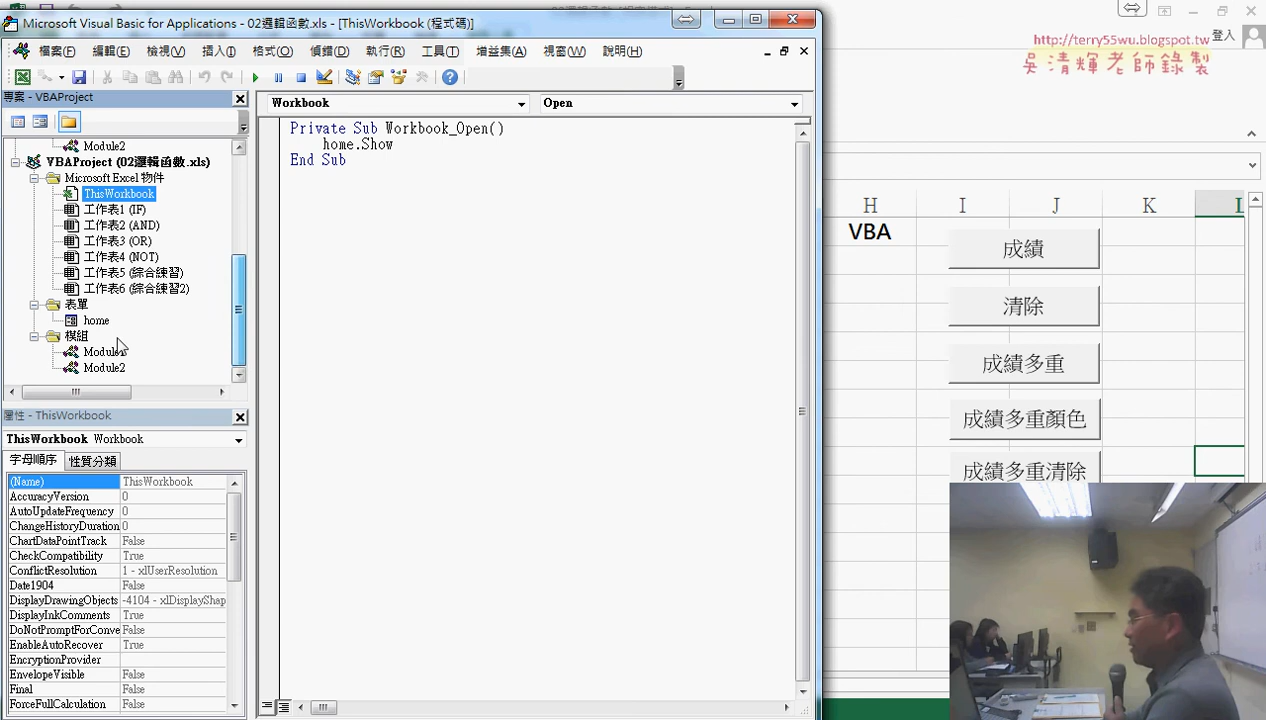 Microsoft Visual Basic for Applications - 02邏輯函數.xls - [ThisWorkbook (程式碼)]
檔案(F) 編輯(E) 檢視(V) 插入(I) 格式(O) 偵錯(D) 執行(R) 工具(T) 增益集(A) 視窗(W) 說明(H)
登入
http://terry55wu.blogspot.tw
吳清輝老師錄製
專案 - VBAProject
Module2
VBAProject (02邏輯函數.xls)
Microsoft Excel 物件
ThisWorkbook
工作表1 (IF)
工作表2 (AND)
工作表3 (OR)
工作表4 (NOT)
工作表5 (綜合練習)
工作表6 (綜合練習2)
表單
home
模組
Module2
屬性 - ThisWorkbook
ThisWorkbook Workbook
字母順序 性質分類
(Name) ThisWorkbook
AccuracyVersion 0
AutoUpdateFrequency 0
ChangeHistoryDuration 0
ChartDataPointTrack False
CheckCompatibility True
ConflictResolution 1 - xlUserResolution
Date1904 False
DisplayDrawingObjects -4104 - xlDisplayShap
DisplayInkComments True
DoNotPromptForConve False
EnableAutoRecover True
EncryptionProvider
EnvelopeVisible False
Final False
ForceFullCalculation False
Workbook Open
Private Sub Workbook_Open()
home.Show
End Sub
H I J K L
VBA
成績
清除
成績多重
成績多重顏色
成績多重清除